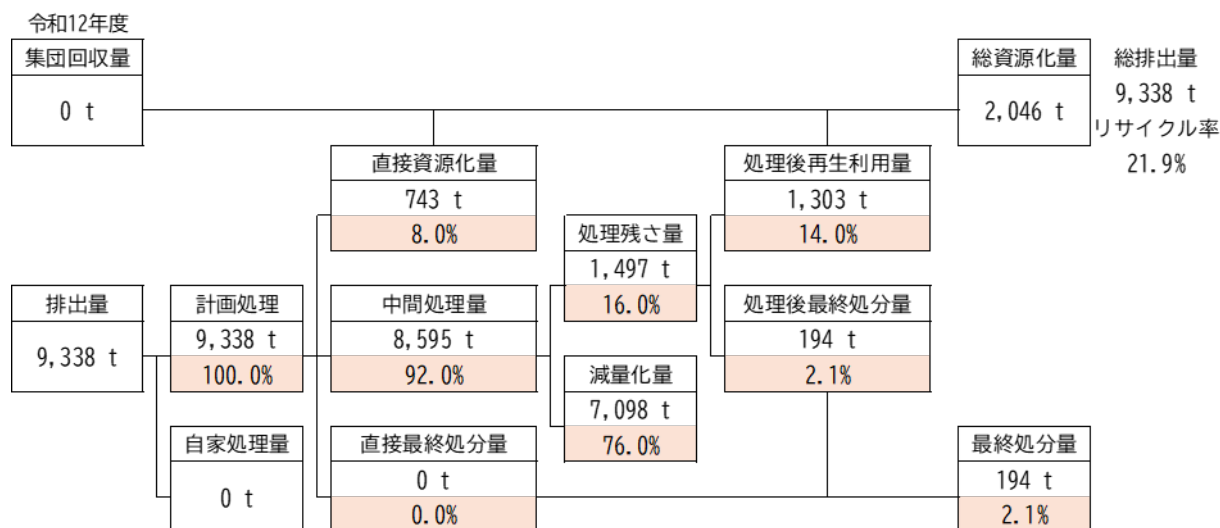 令和12年度
集団回収量
0 t
総資源化量
2,046 t
総排出量
9,338 t
リサイクル率
21.9%
直接資源化量
743 t
8.0%
処理後再生利用量
1,303 t
14.0%
処理残さ量
1,497 t
16.0%
排出量
9,338 t
計画処理
9,338 t
100.0%
中間処理量
8,595 t
92.0%
処理後最終処分量
194 t
2.1%
減量化量
7,098 t
76.0%
自家処理量
0 t
直接最終処分量
0 t
0.0%
最終処分量
194 t
2.1%